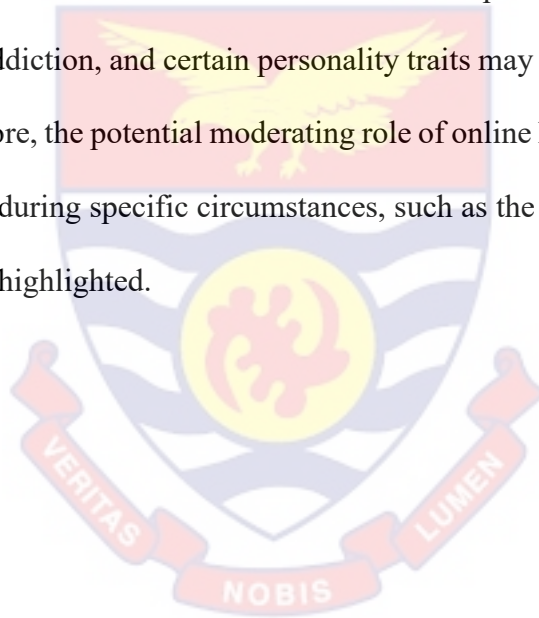 ddiction, and certain personality traits may
ore, the potential moderating role of online
during specific circumstances, such as the
highlighted.
VERITAS
NOBIS
LUMEN